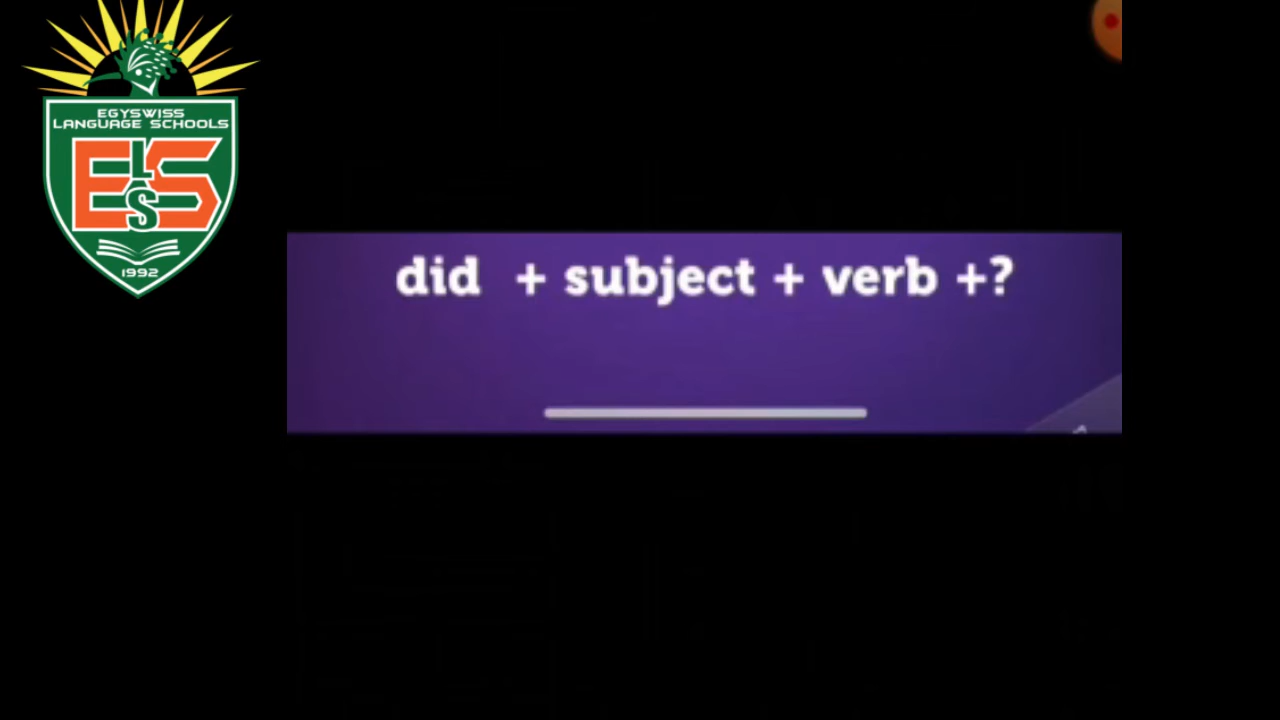 EGYSWISS
LANGUAGE SCHOOLS
ELS
S
1992
did + subject + verb +?